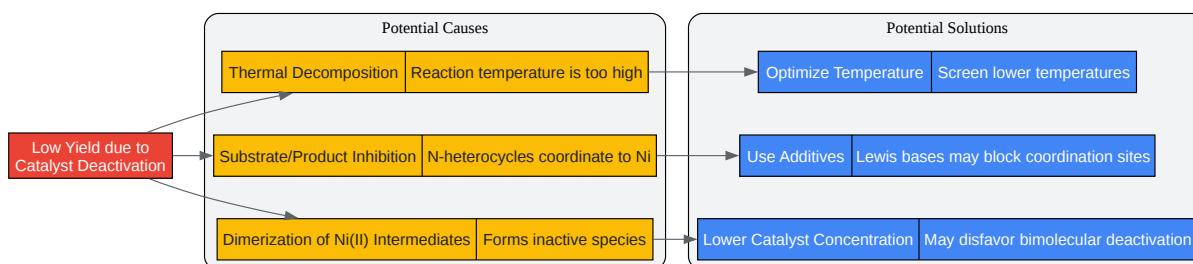 Potential Causes
Potential Solutions
Thermal Decomposition
Reaction temperature is too high
Optimize Temperature
Screen lower temperatures
Low Yield due to
Catalyst Deactivation
Substrate/Product Inhibition
N-heterocycles coordinate to Ni
Use Additives
Lewis bases may block coordination sites
Dimerization of Ni(II) Intermediates
Forms inactive species
Lower Catalyst Concentration
May disfavor bimolecular deactivation